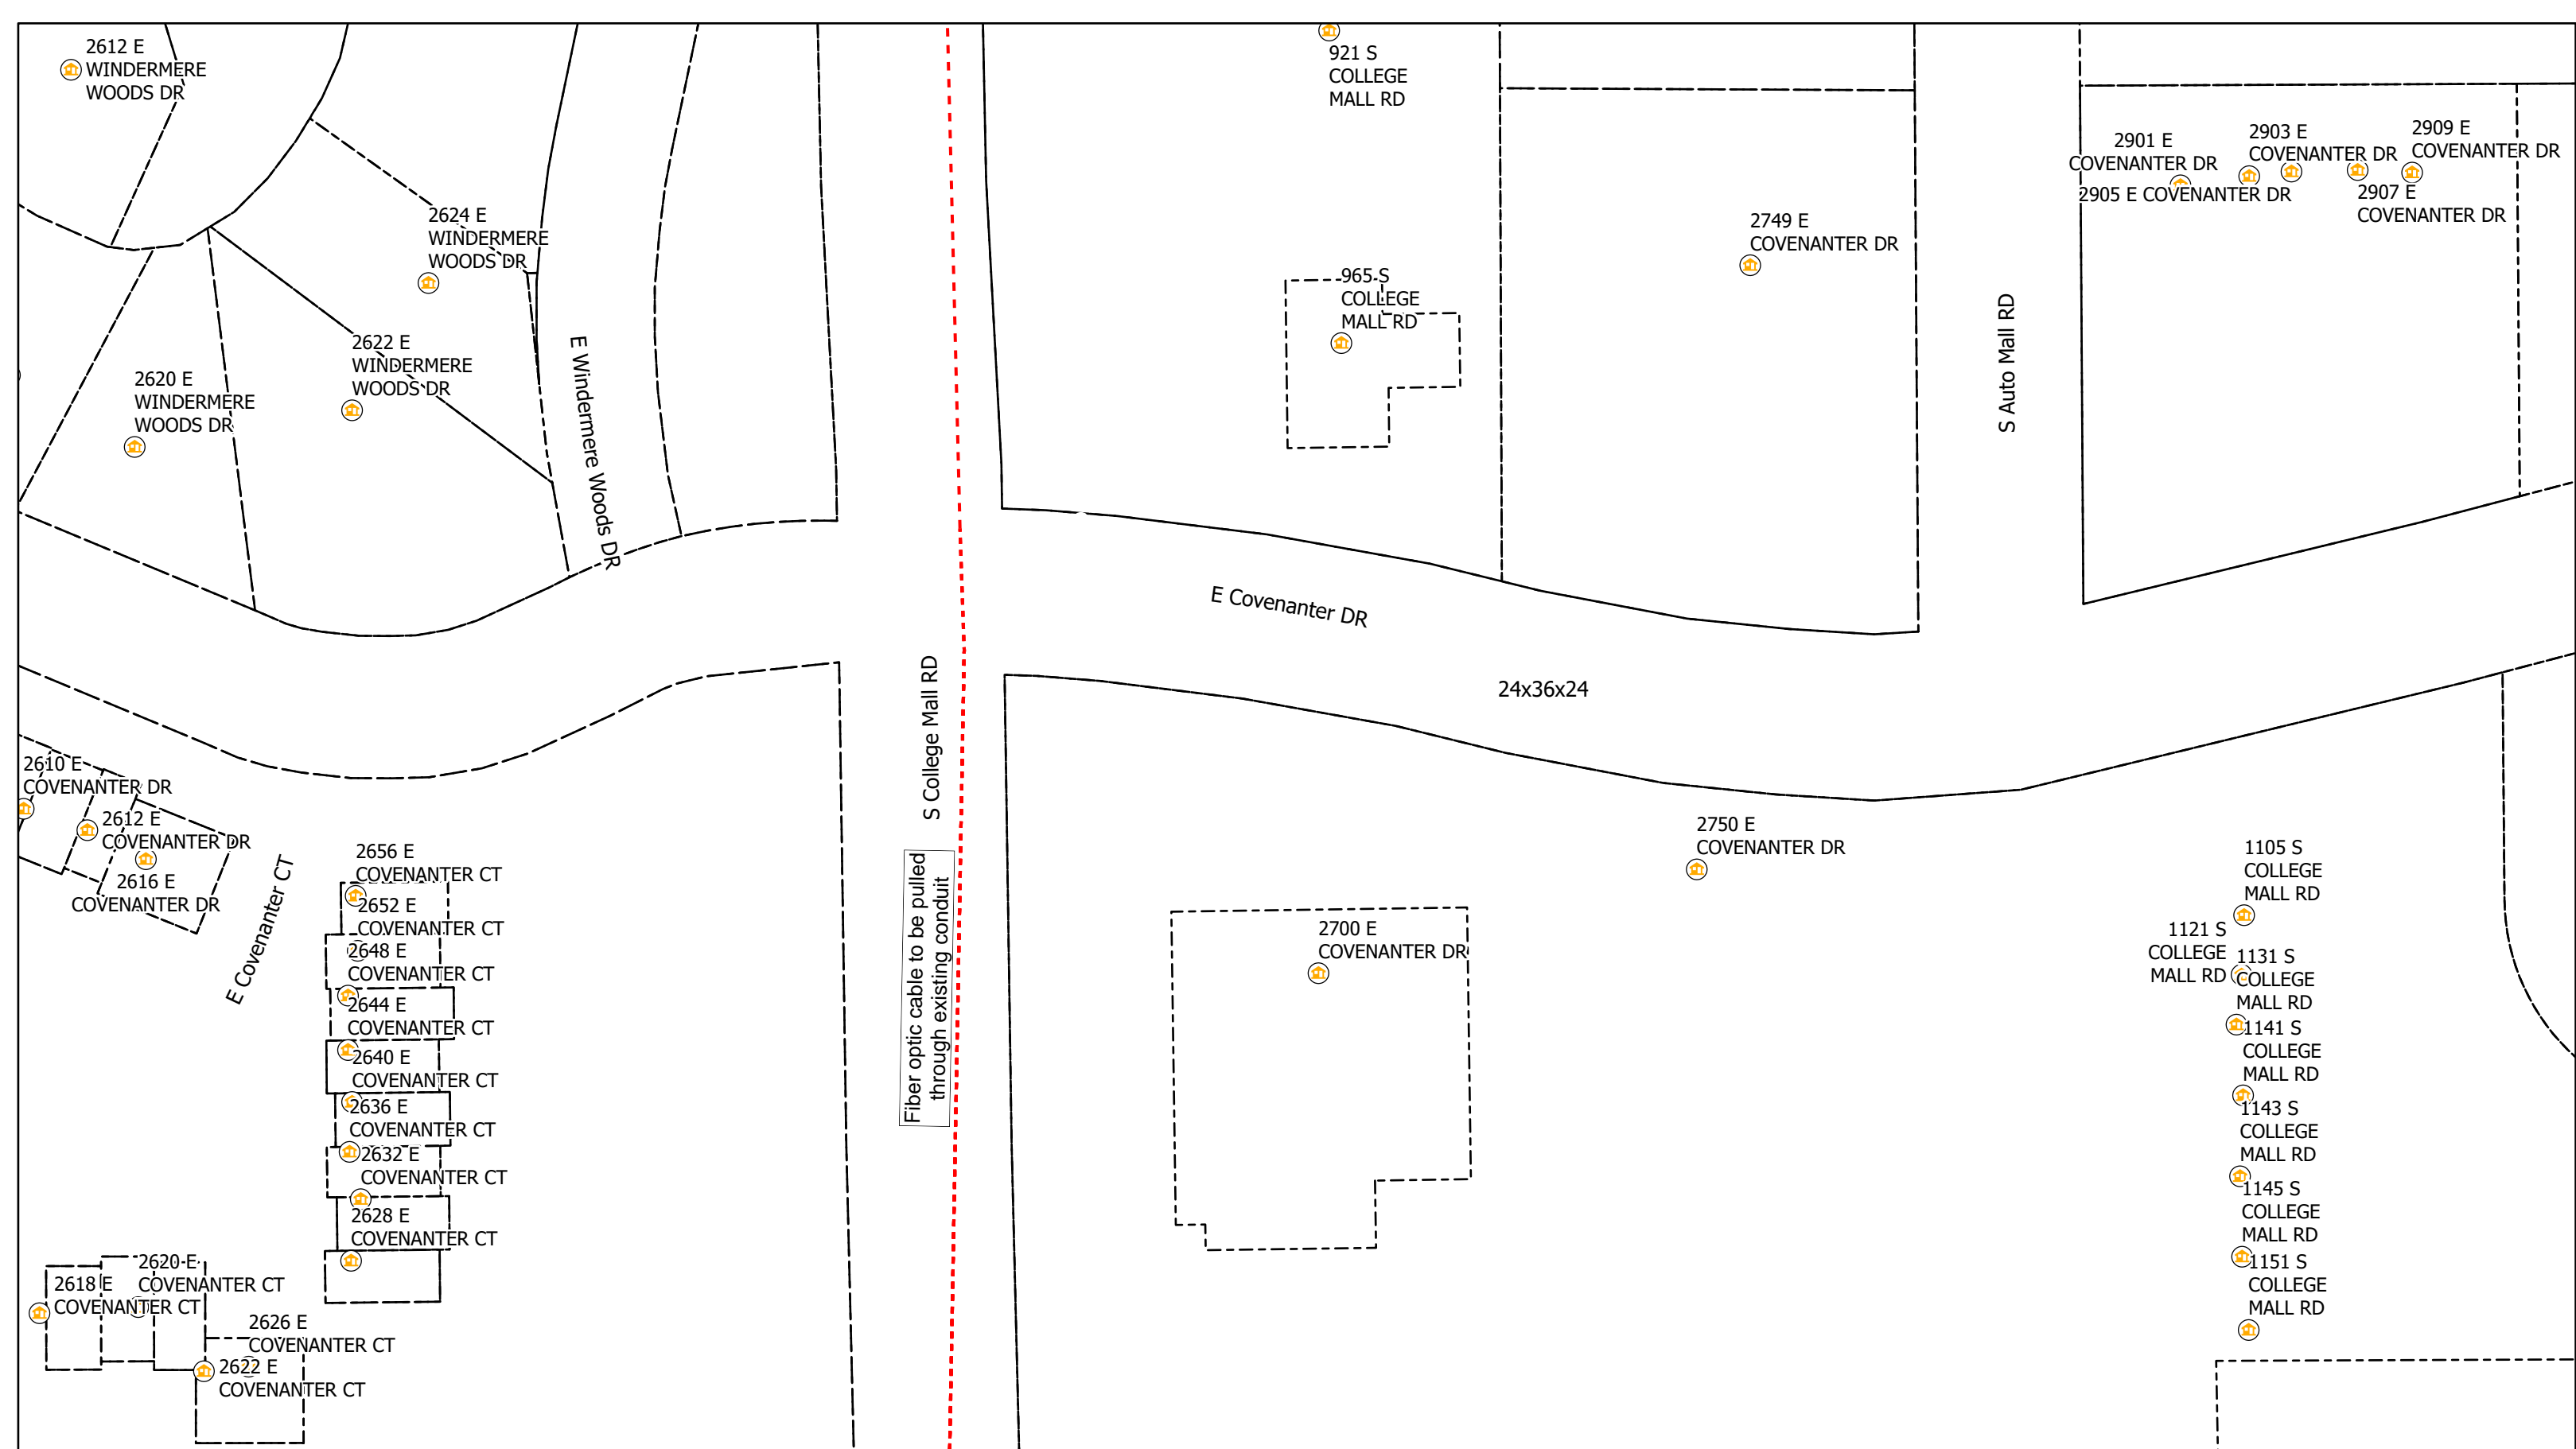 2612 E
WINDERMERE
WOODS DR
921 S
COLLEGE
MALL RD
2901 E
COVENANTER DR
2903 E
COVENANTER DR
2909 E
COVENANTER DR
2905 E COVENANTER DR
2907 E
COVENANTER DR
2624 E
WINDERMERE
WOODS DR
2749 E
COVENANTER DR
965 S
COLLEGE
MALL RD
S Auto Mall RD
2622 E
WINDERMERE
WOODS DR
2620 E
WINDERMERE
WOODS DR
E Windermere Woods DR
E Covenanter DR
24x36x24
S College Mall RD
2610 E
COVENANTER DR
2612 E
COVENANTER DR
2616 E
COVENANTER DR
E Covenanter CT
2656 E
COVENANTER CT
2652 E
COVENANTER CT
2648 E
COVENANTER CT
2644 E
COVENANTER CT
2640 E
COVENANTER CT
2636 E
COVENANTER CT
2632 E
COVENANTER CT
2628 E
COVENANTER CT
Fiber optic cable to be pulled
through existing conduit
2750 E
COVENANTER DR
2700 E
COVENANTER DR
1105 S
COLLEGE
MALL RD
1121 S
COLLEGE
MALL RD
1131 S
COLLEGE
MALL RD
1141 S
COLLEGE
MALL RD
1143 S
COLLEGE
MALL RD
1145 S
COLLEGE
MALL RD
1151 S
COLLEGE
MALL RD
2620 E
COVENANTER CT
2618 E
COVENANTER CT
2626 E
COVENANTER CT
2622 E
COVENANTER CT